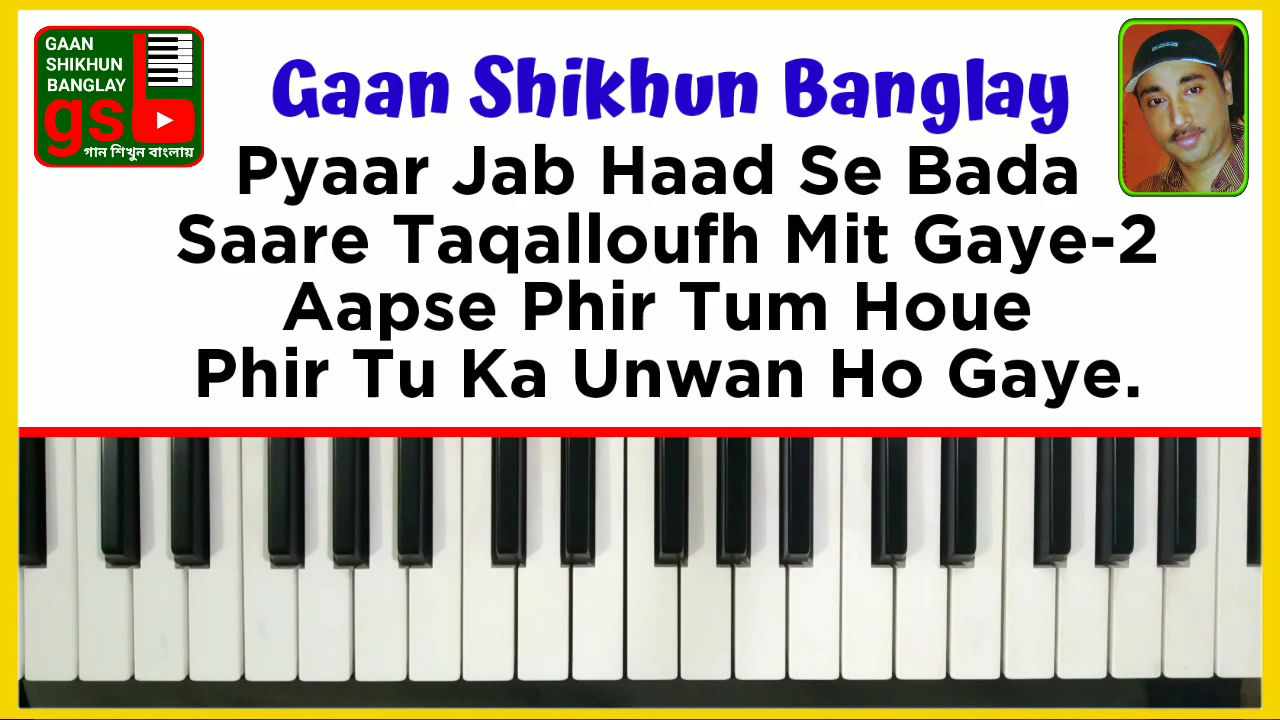 GAAN
SHIKHUN
BANGLAY
gsb
গান শিখুন বাংলায়
Gaan Shikhun Banglay
Pyaar Jab Haad Se Bada
Saare Taqalloufh Mit Gaye-2
Aapse Phir Tum Houe
Phir Tu Ka Unwan Ho Gaye.